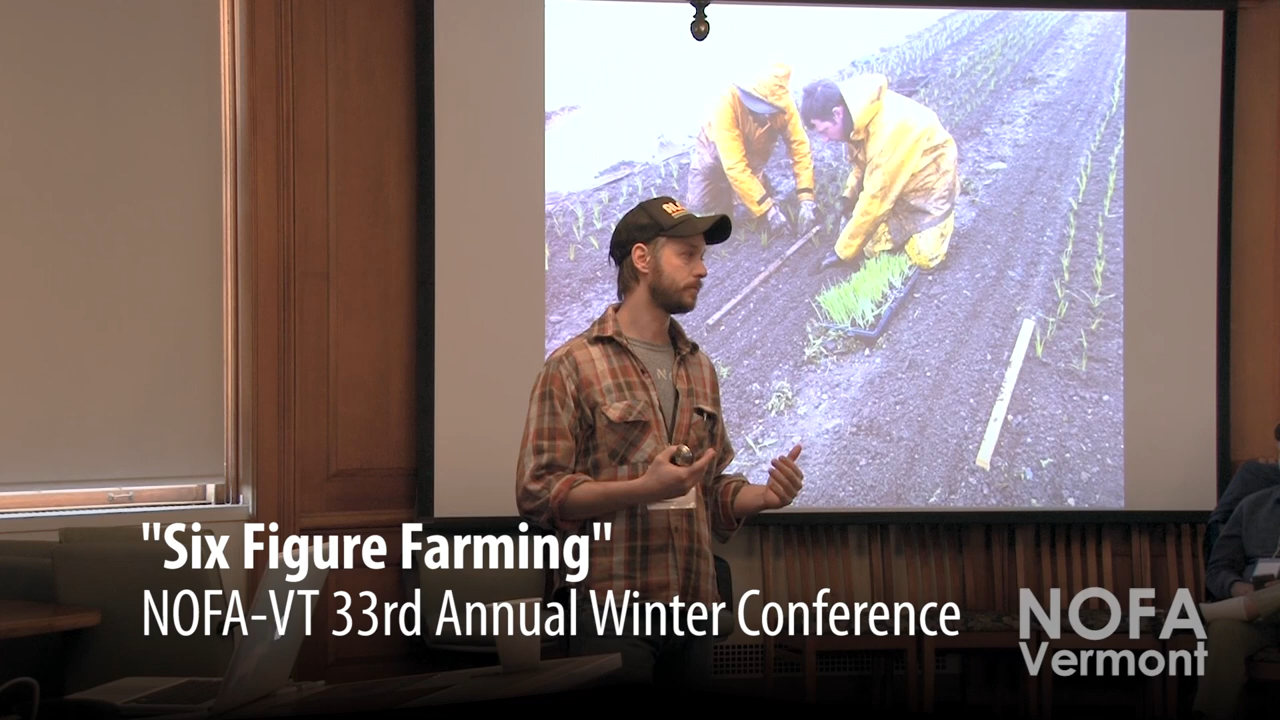 "Six Figure Farming"
NOFA-VT 33rd Annual Winter Conference
NOFA
Vermont